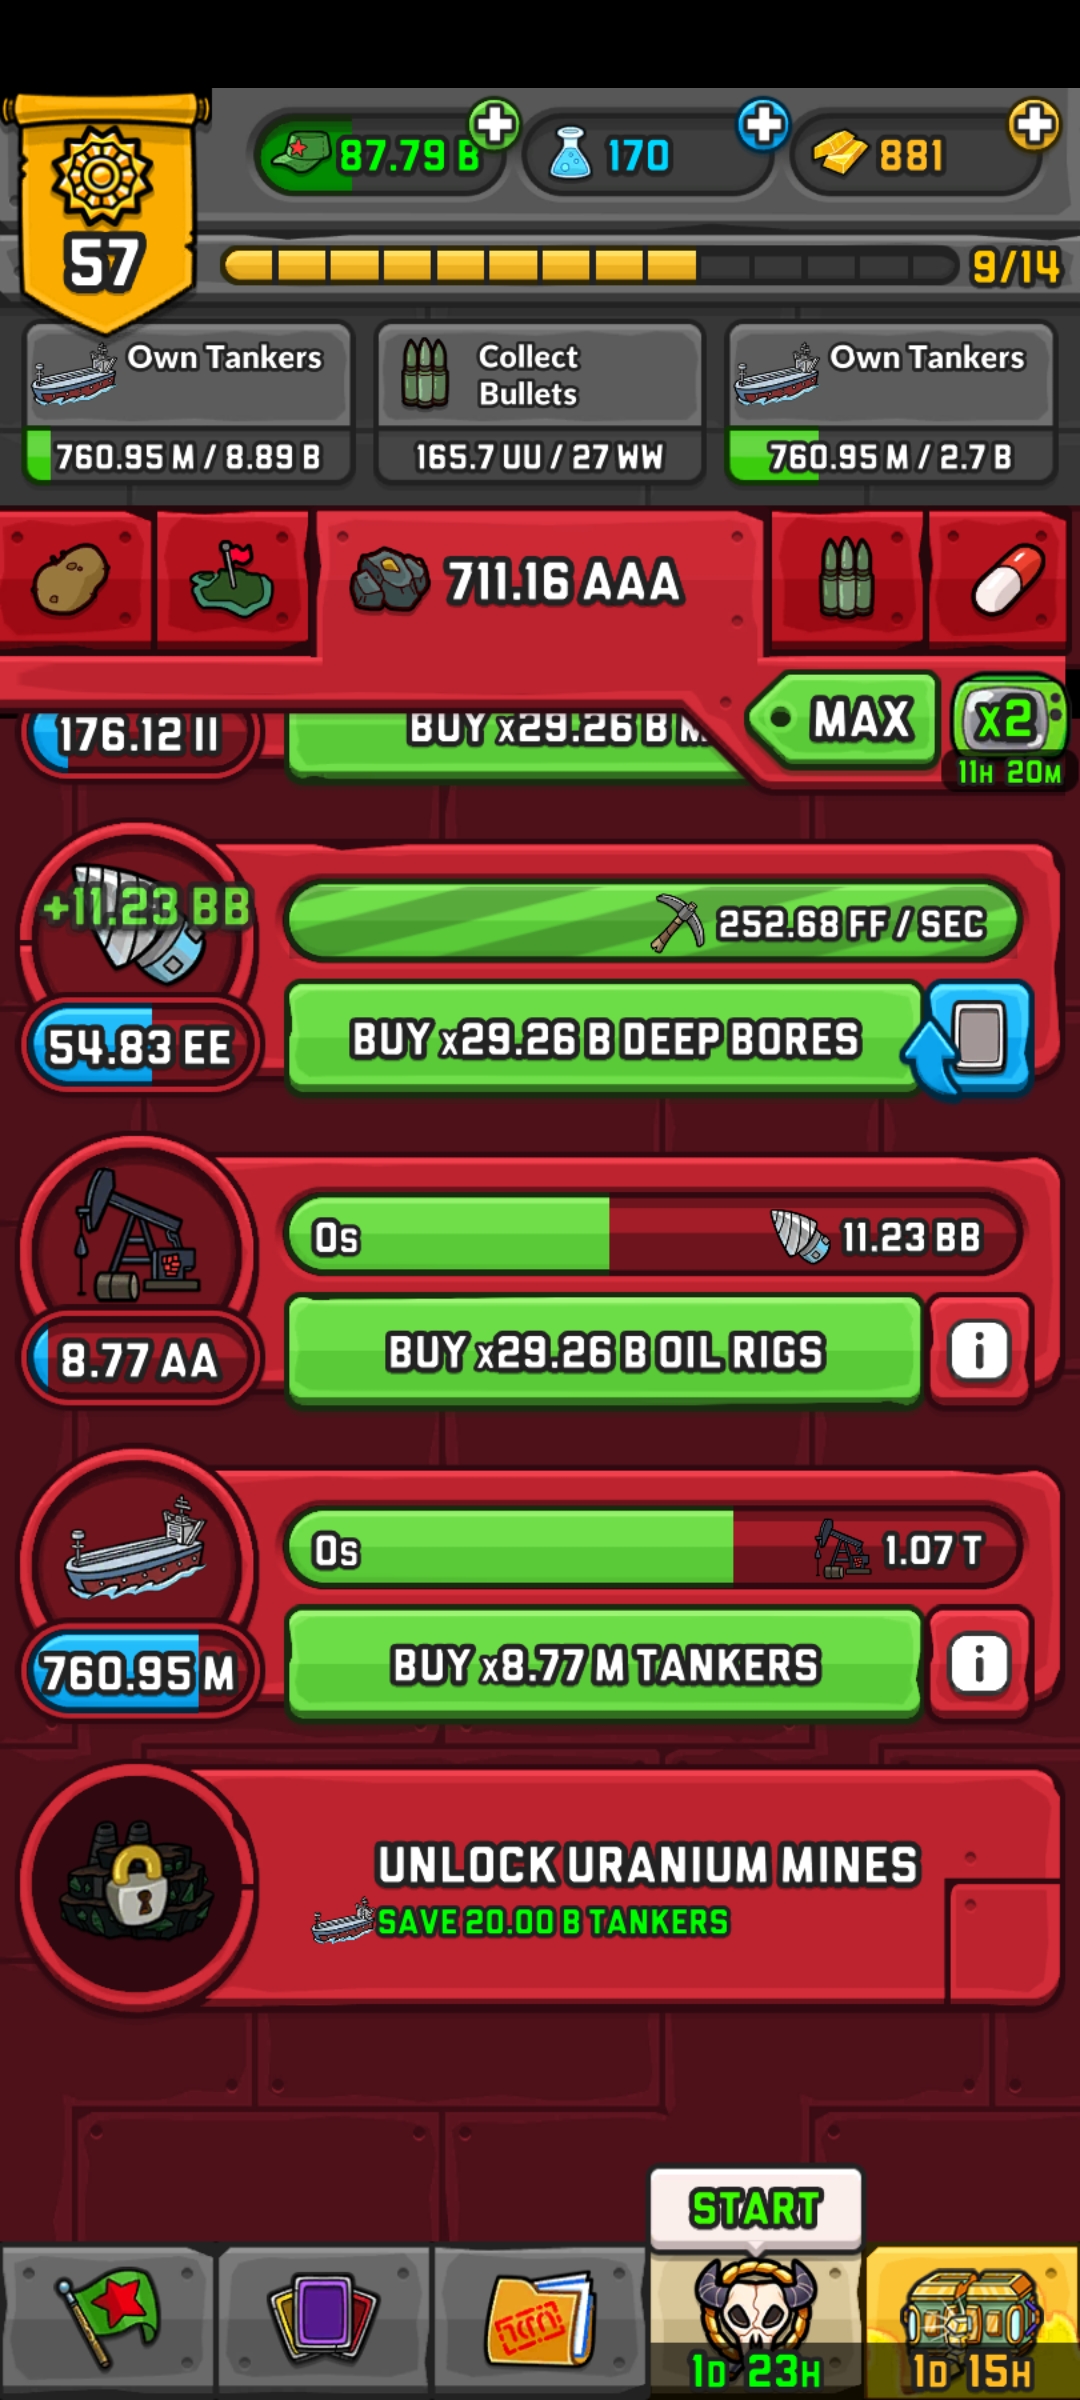 57
87.79 B
170
881
9/14
Own Tankers
760.95 M / 8.89 B
Collect
Bullets
165.7 UU / 27 WW
Own Tankers
760.95 M / 2.7 B
711.16 AAA
MAX
x2
11H 20M
176.12 II
BUY x29.26 B
+11.23 BB
252.68 FF / SEC
54.83 EE
BUY x29.26 B DEEP BORES
0s
11.23 BB
8.77 AA
BUY x29.26 B OIL RIGS
i
0s
1.07 T
760.95 M
BUY x8.77 M TANKERS
i
UNLOCK URANIUM MINES
SAVE 20.00 B TANKERS
START
1D 23H
1D 15H